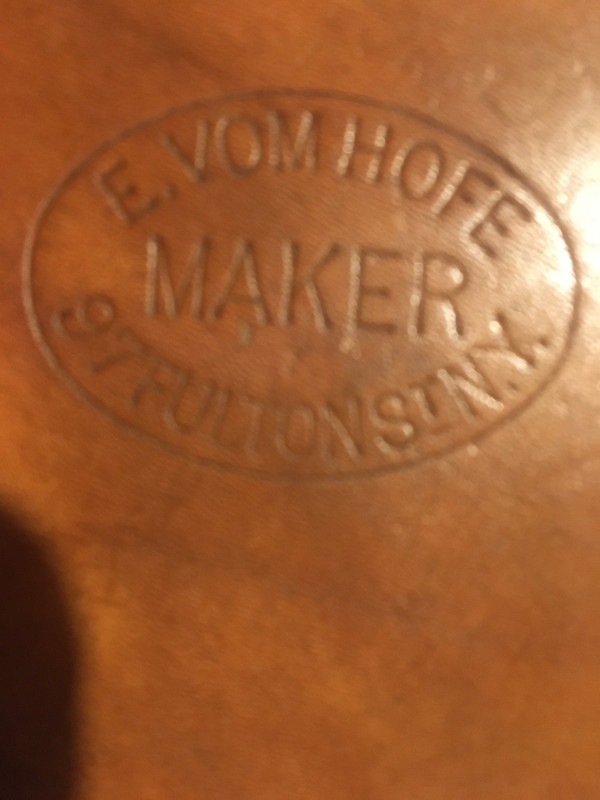 E. VOM HOFE
MAKER
97 FULTON ST N.Y.